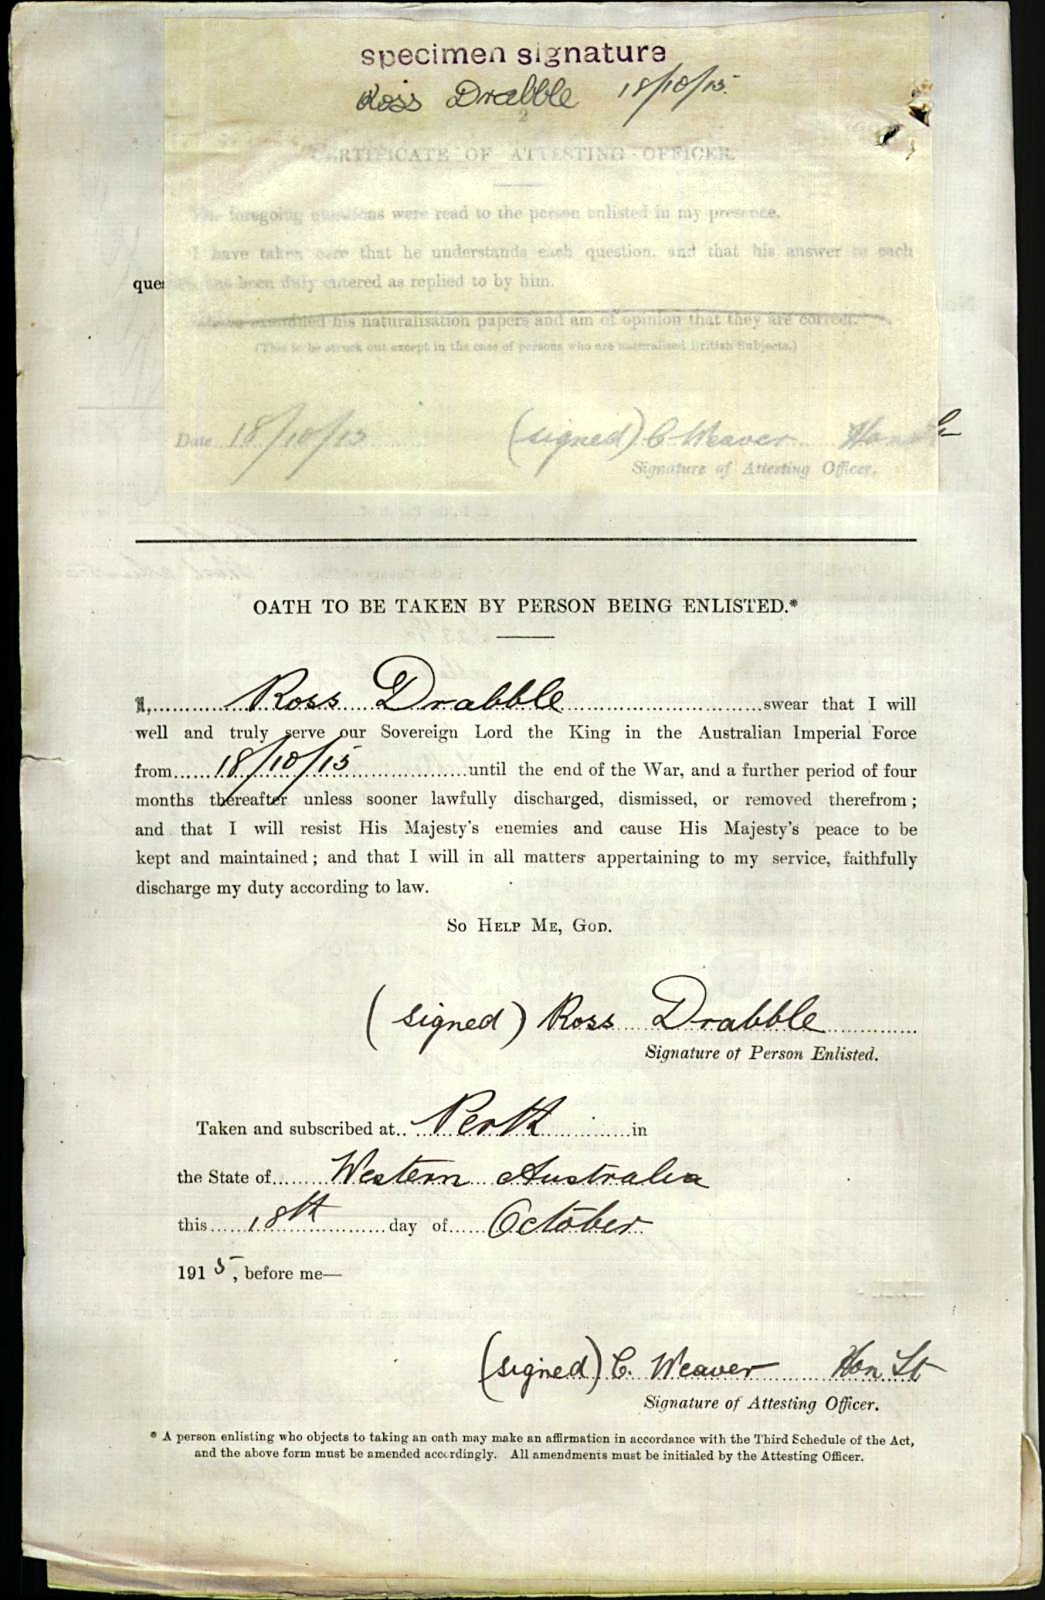 specimen signature
Ross Drabble 18/10/15.
2
CERTIFICATE OF ATTESTING OFFICER.
The foregoing questions were read to the person enlisted in my presence.
I have taken care that he understands each question, and that his answer to each
question has been duly entered as replied to by him.
I have examined his naturalisation papers and am of opinion that they are correct.
(This to be struck out except in the case of persons who are naturalised British Subjects.)
Date 18/10/15 (signed) C Weaver Hon Lt
Signature of Attesting Officer.
OATH TO BE TAKEN BY PERSON BEING ENLISTED.*
I, Ross Drabble swear that I will
well and truly serve our Sovereign Lord the King in the Australian Imperial Force
from 18/10/15 until the end of the War, and a further period of four
months thereafter unless sooner lawfully discharged, dismissed, or removed therefrom;
and that I will resist His Majesty's enemies and cause His Majesty's peace to be
kept and maintained; and that I will in all matters appertaining to my service, faithfully
discharge my duty according to law.
SO HELP ME, GOD.
(signed) Ross Drabble
Signature of Person Enlisted.
Taken and subscribed at Perth in
the State of Western Australia
this 18th day of October
1915, before me—
(signed) C. Weaver Hon Lt
Signature of Attesting Officer.
* A person enlisting who objects to taking an oath may make an affirmation in accordance with the Third Schedule of the Act,
and the above form must be amended accordingly. All amendments must be initialed by the Attesting Officer.